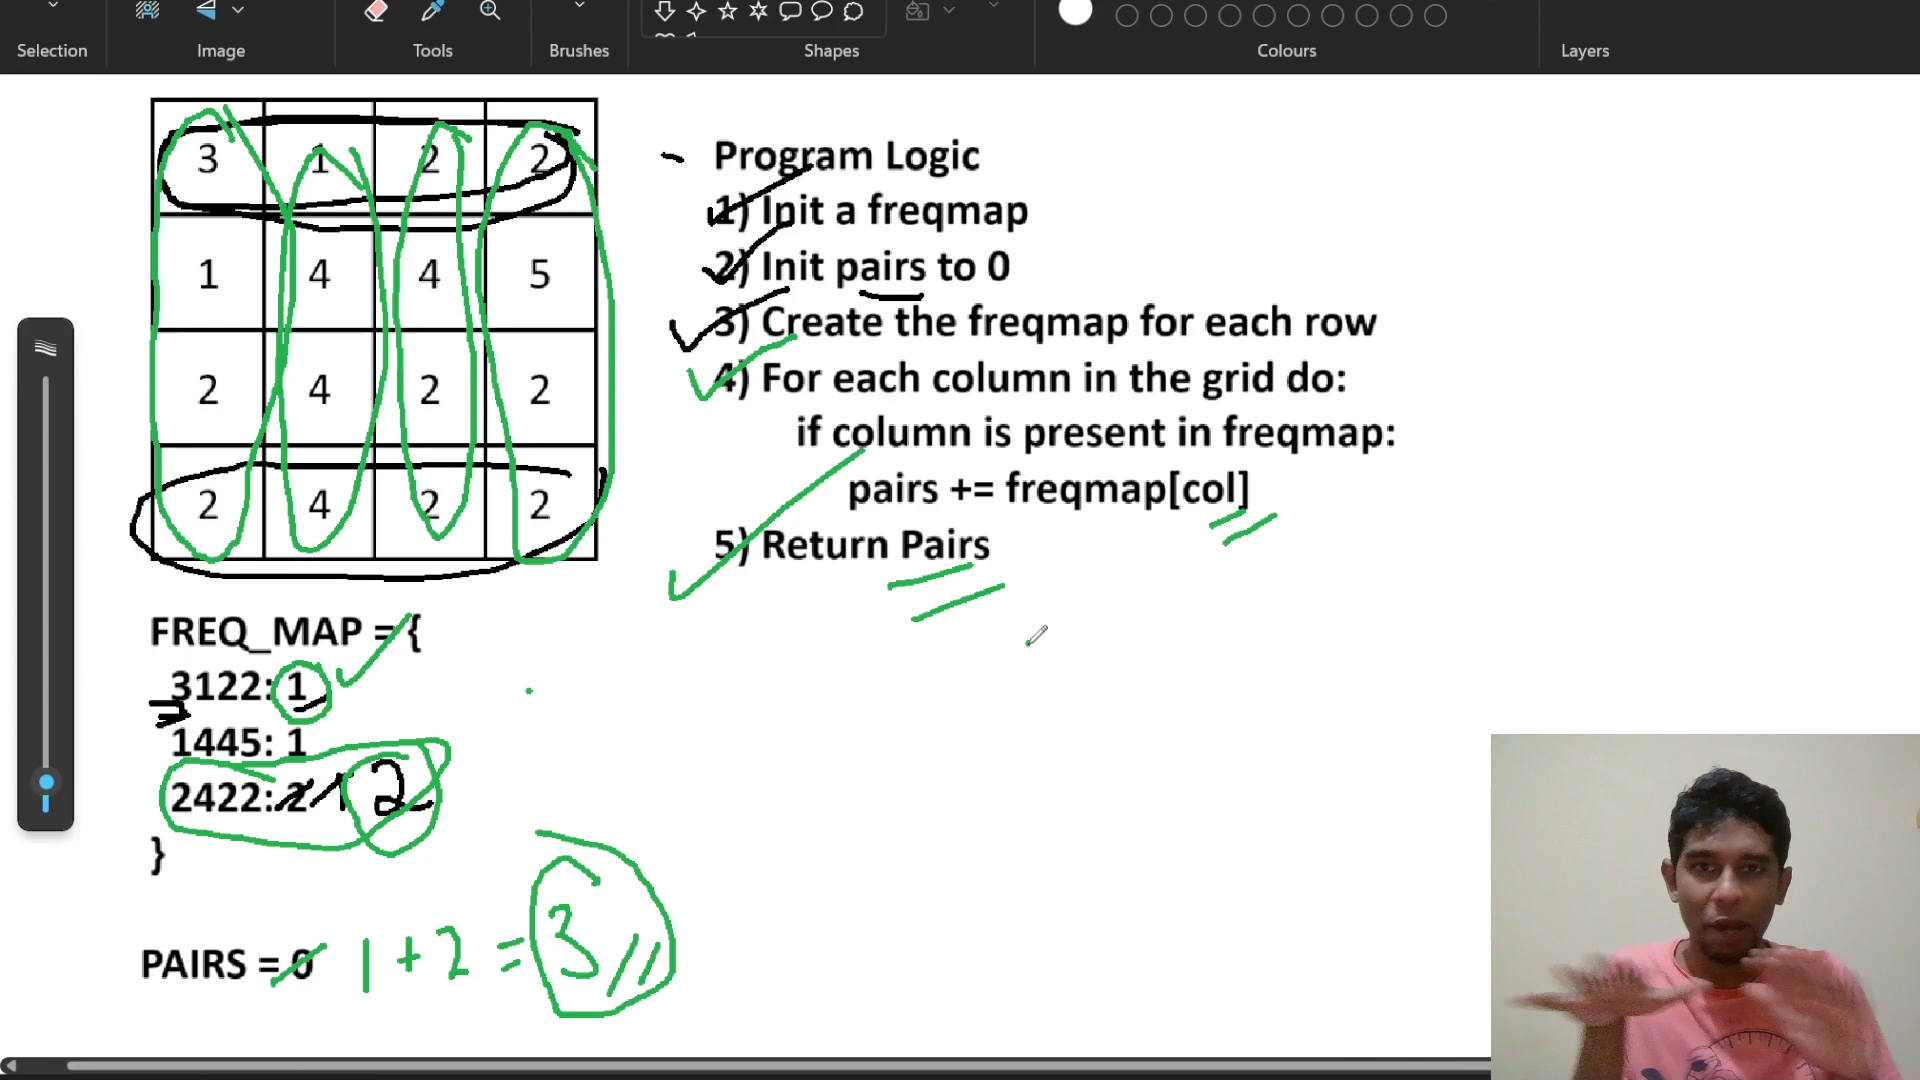 Selection
Image
Tools
Brushes
Shapes
Colours
Layers
3 1 2 2
1 4 4 5
2 4 2 2
2 4 2 2
Program Logic
1) Init a freqmap
2) Init pairs to 0
3) Create the freqmap for each row
4) For each column in the grid do:
if column is present in freqmap:
pairs += freqmap[col]
5) Return Pairs
FREQ_MAP = {
3122: 1
1445: 1
2422: 2 1 2
}
PAIRS = 0 1 + 2 = 3